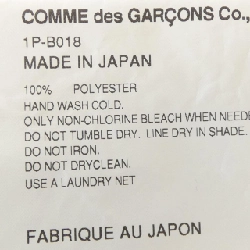 COMME des GARÇONS Co.,
1P-B018
MADE IN JAPAN
100% POLYESTER
HAND WASH COLD.
ONLY NON-CHLORINE BLEACH WHEN NEEDE
DO NOT TUMBLE DRY. LINE DRY IN SHADE.
DO NOT IRON.
DO NOT DRYCLEAN.
USE A LAUNDRY NET
FABRIQUE AU JAPON